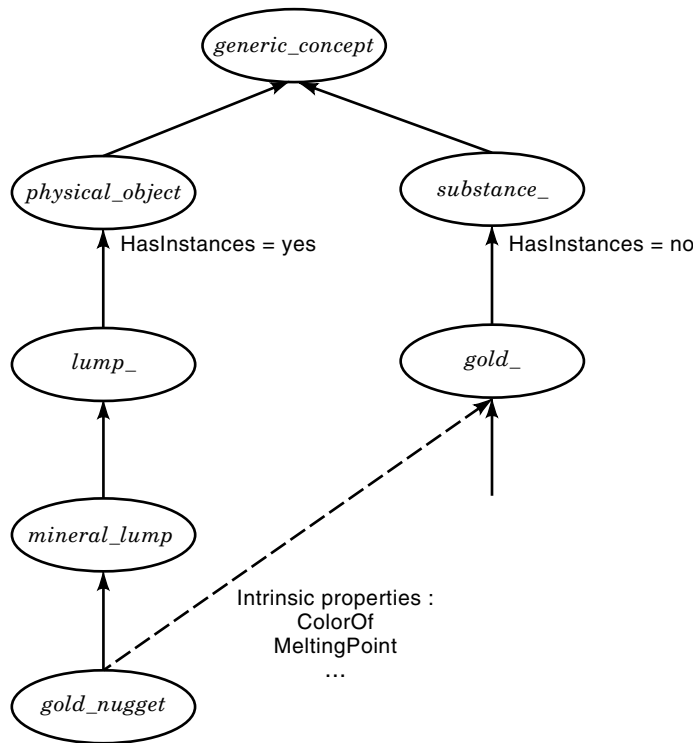 generic_concept
physical_object
substance_
HasInstances = yes
HasInstances = no
lump_
gold_
mineral_lump
Intrinsic properties :
ColorOf
MeltingPoint
...
gold_nugget